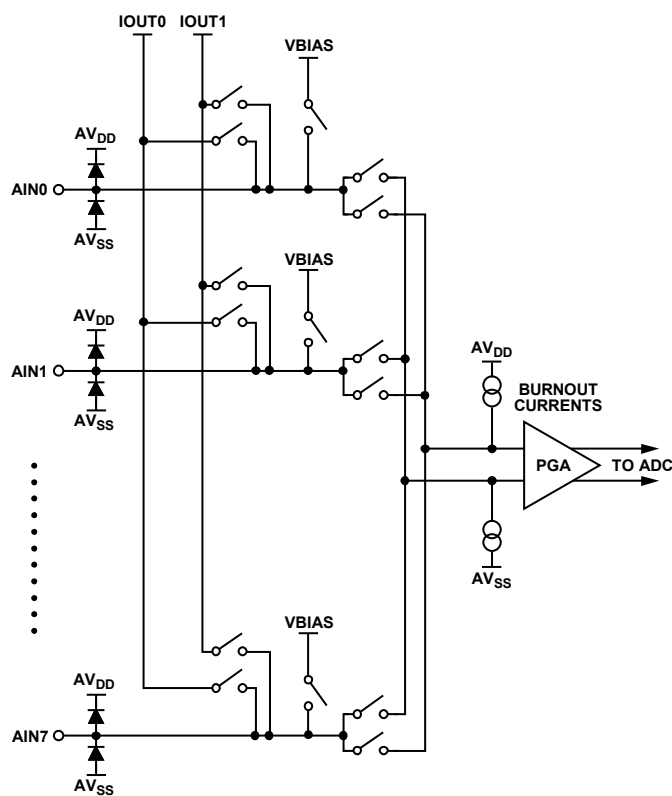 IOUT0 IOUT1
VBIAS
AVDD
AIN0
AVSS
VBIAS
AVDD
AIN1
AVSS
AVDD
BURNOUT
CURRENTS
PGA
TO ADC
AVSS
VBIAS
AVDD
AIN7
AVSS